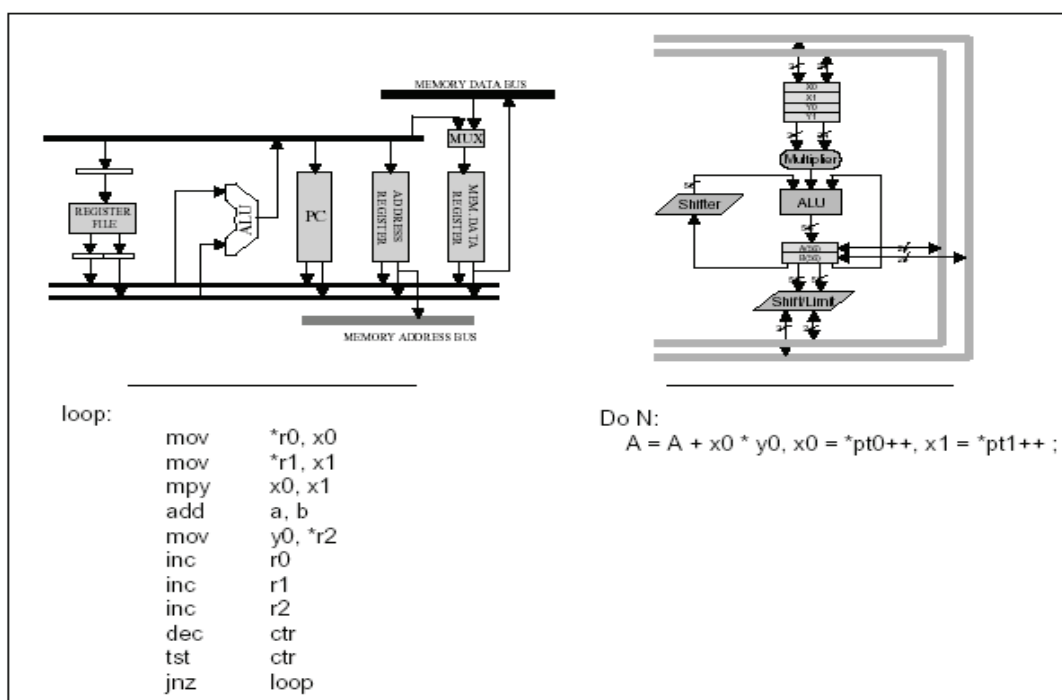 MEMORY DATA BUS
MUX
REGISTER
FILE
ALU
PC
ADDRESS
REGISTER
MEM. DATA
REGISTER
MEMORY ADDRESS BUS
X0
X1
Y0
Y1
Multiplier
Shifter
ALU
A(56)
B(56)
Shift/Limit
loop:
mov *r0, x0
mov *r1, x1
mpy x0, x1
add a, b
mov y0, *r2
inc r0
inc r1
inc r2
dec ctr
tst ctr
jnz loop
Do N:
A = A + x0 * y0, x0 = *pt0++, x1 = *pt1++ ;